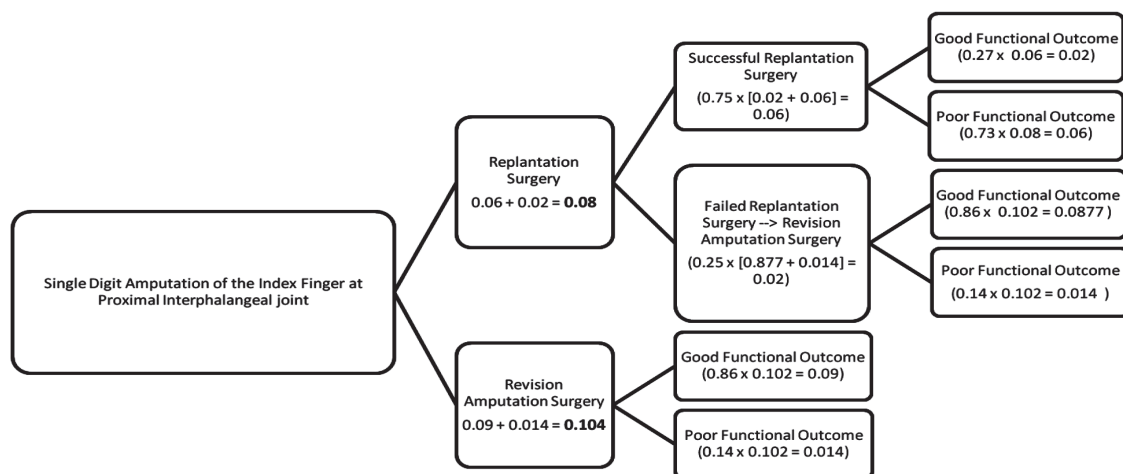 Single Digit Amputation of the Index Finger at
Proximal Interphalangeal joint
Replantation
Surgery
0.06 + 0.02 = 0.08
Revision
Amputation Surgery
0.09 + 0.014 = 0.104
Successful Replantation
Surgery
(0.75 x [0.02 + 0.06] =
0.06)
Failed Replantation
Surgery --> Revision
Amputation Surgery
(0.25 x [0.877 + 0.014] =
0.02)
Good Functional Outcome
(0.86 x 0.102 = 0.09)
Poor Functional Outcome
(0.14 x 0.102 = 0.014)
Good Functional Outcome
(0.27 x 0.06 = 0.02)
Poor Functional Outcome
(0.73 x 0.08 = 0.06)
Good Functional Outcome
(0.86 x 0.102 = 0.0877 )
Poor Functional Outcome
(0.14 x 0.102 = 0.014 )